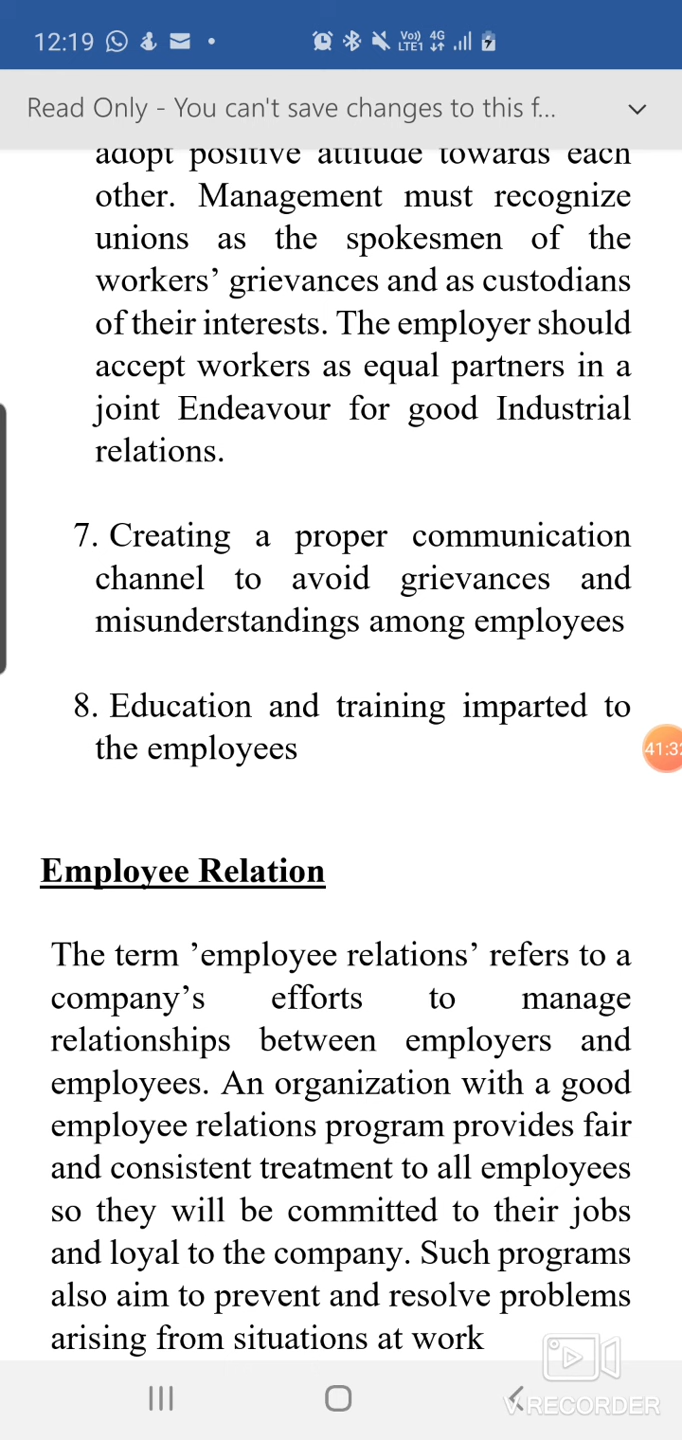 12:19
Vo)) LTE1 4G
Read Only - You can't save changes to this f...
adopt positive attitude towards each
other. Management must recognize
unions as the spokesmen of the
workers’ grievances and as custodians
of their interests. The employer should
accept workers as equal partners in a
joint Endeavour for good Industrial
relations.
7. Creating a proper communication
channel to avoid grievances and
misunderstandings among employees
8. Education and training imparted to
the employees
41:3
Employee Relation
The term ’employee relations’ refers to a
company’s efforts to manage
relationships between employers and
employees. An organization with a good
employee relations program provides fair
and consistent treatment to all employees
so they will be committed to their jobs
and loyal to the company. Such programs
also aim to prevent and resolve problems
arising from situations at work
V RECORDER